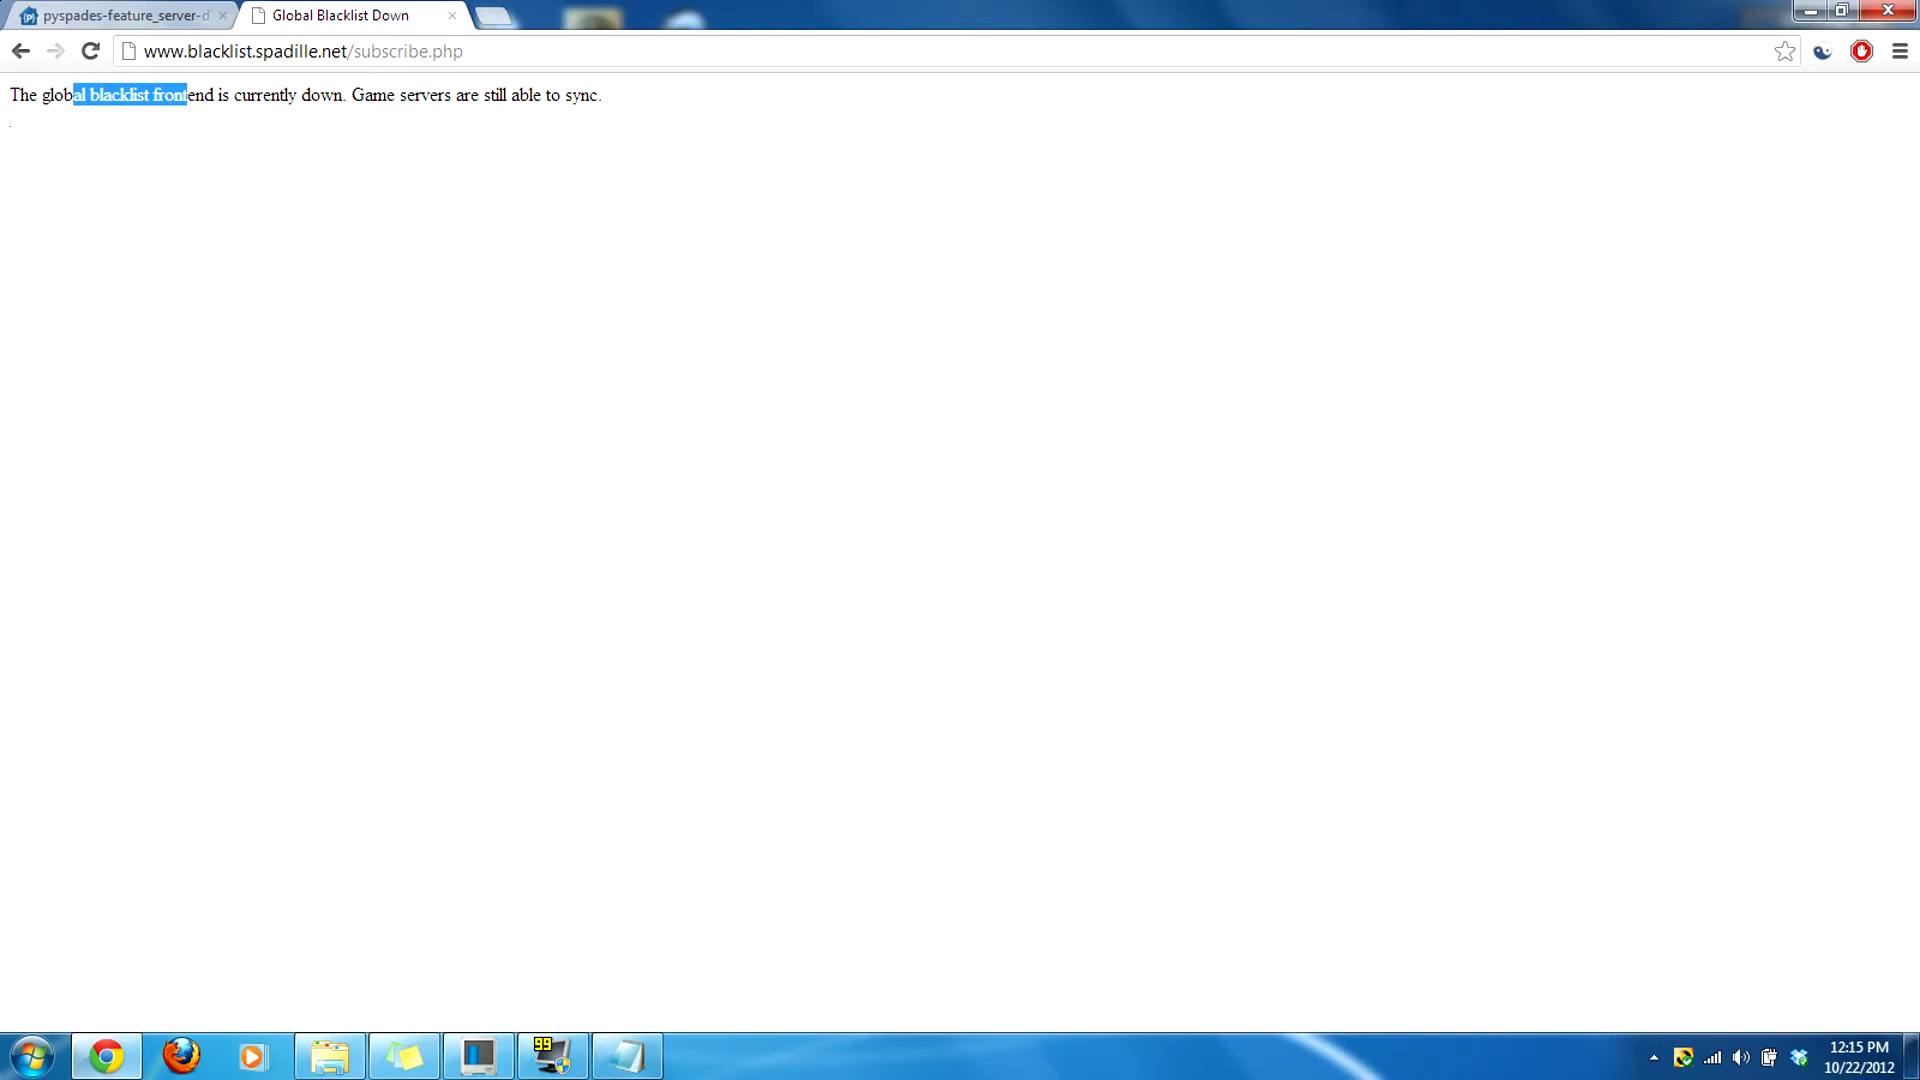 pyspades-feature_server-d
Global Blacklist Down
www.blacklist.spadille.net/subscribe.php
The global blacklist frontend is currently down. Game servers are still able to sync.
.
99
12:15 PM
10/22/2012